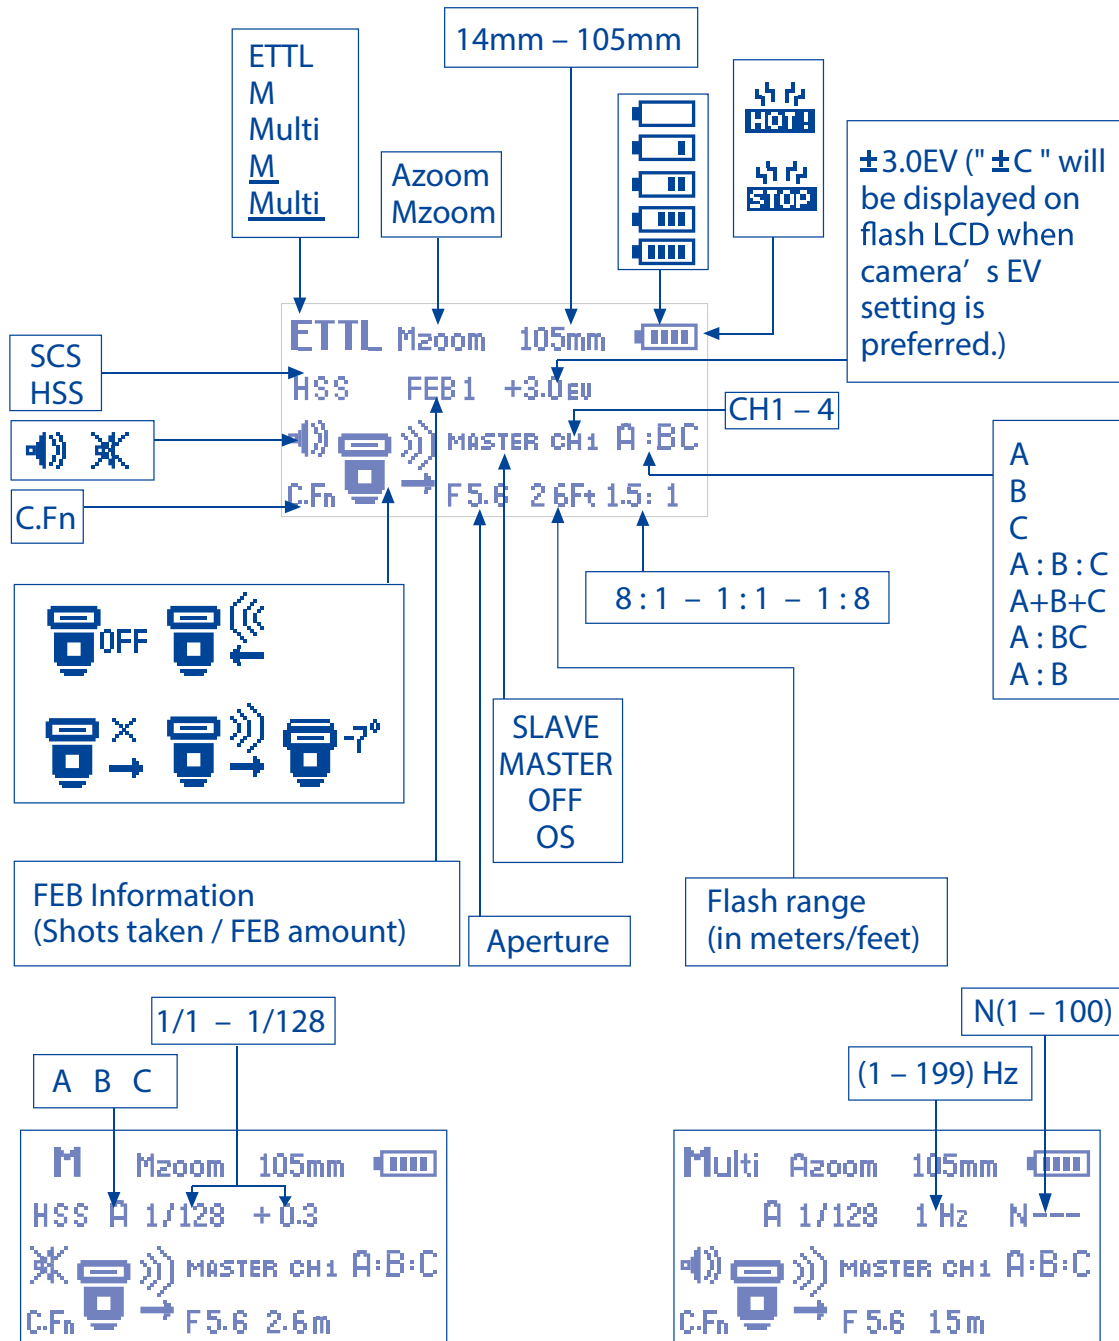 14mm – 105mm
ETTL
M
Multi
M
Multi
Azoom
Mzoom
HOT!
STOP
±3.0EV ("±C" will
be displayed on
flash LCD when
camera's EV
setting is
preferred.)
ETTL Mzoom 105mm
HSS FEB 1 +3.0EV
MASTER CH1 A:BC
C.Fn F5.6 26Ft 1.5:1
SCS
HSS
C.Fn
CH1 – 4
A
B
C
A:B:C
A+B+C
A:BC
A:B
8:1 – 1:1 – 1:8
OFF
-7°
SLAVE
MASTER
OFF
OS
FEB Information
(Shots taken / FEB amount)
Aperture
Flash range
(in meters/feet)
1/1 – 1/128
A B C
M Mzoom 105mm
HSS A 1/128 +0.3
MASTER CH1 A:B:C
C.Fn F5.6 2.6m
N(1 – 100)
(1 – 199) Hz
Multi Azoom 105mm
A 1/128 1 Hz N---
MASTER CH1 A:B:C
C.Fn F5.6 15m